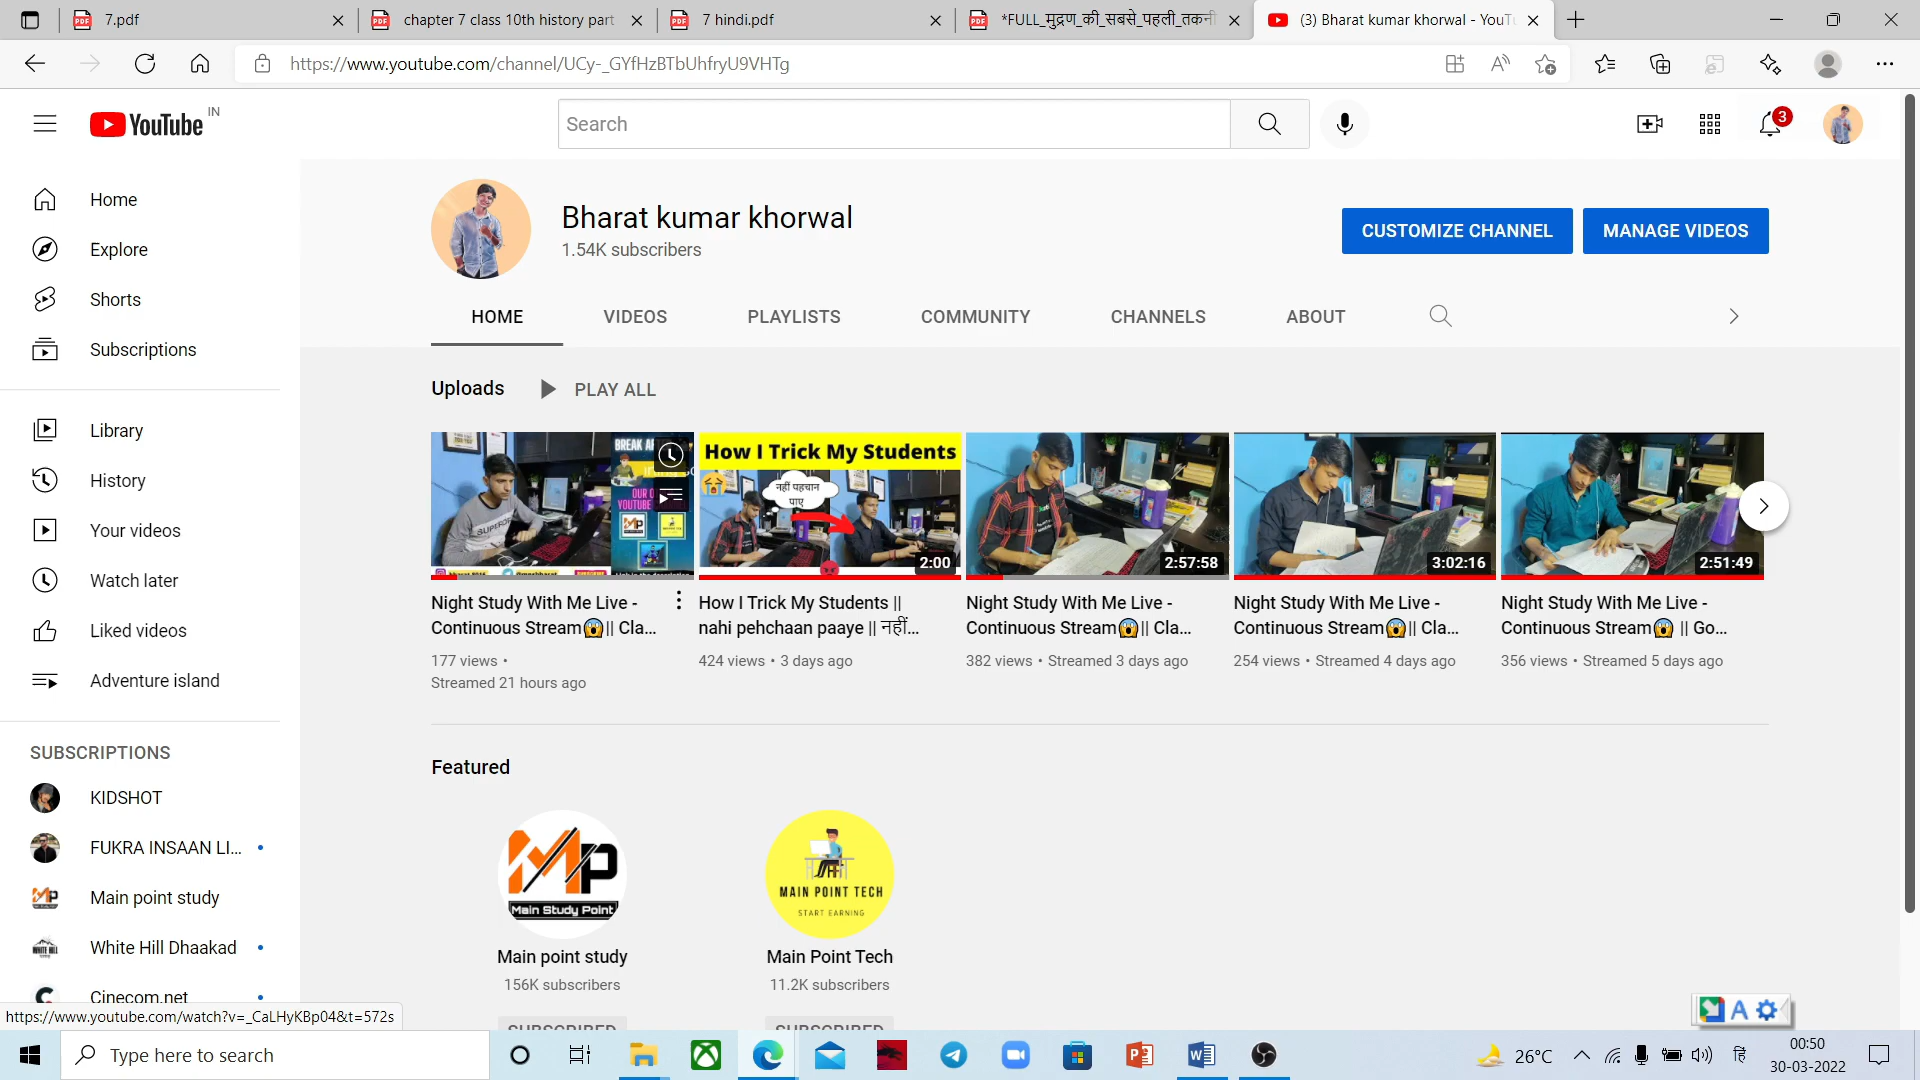 7.pdf
chapter 7 class 10th history part
7 hindi.pdf
*FULL_मुद्रण_की_सबसे_पहली_तकनी
(3) Bharat kumar khorwal - YouTu
https://www.youtube.com/channel/UCy-_GYfHzBTbUhfryU9VHTg
YouTube IN
Search
3
Home
Explore
Shorts
Subscriptions
Library
History
Your videos
Watch later
Liked videos
Adventure island
SUBSCRIPTIONS
KIDSHOT
FUKRA INSAAN LI...
Main point study
White Hill Dhaakad
Cinecom.net
Bharat kumar khorwal
1.54K subscribers
CUSTOMIZE CHANNEL
MANAGE VIDEOS
HOME
VIDEOS
PLAYLISTS
COMMUNITY
CHANNELS
ABOUT
Uploads
PLAY ALL
BREAK
OUR
YOUTUBE
How I Trick My Students
नहीं पहचान
पाए
2:00
2:57:58
3:02:16
2:51:49
Night Study With Me Live -
Continuous Stream😱|| Cla...
177 views •
Streamed 21 hours ago
How I Trick My Students ||
nahi pehchaan paaye || नहीं...
424 views • 3 days ago
Night Study With Me Live -
Continuous Stream😱|| Cla...
382 views • Streamed 3 days ago
Night Study With Me Live -
Continuous Stream😱|| Cla...
254 views • Streamed 4 days ago
Night Study With Me Live -
Continuous Stream😱 || Go...
356 views • Streamed 5 days ago
Featured
MP
Main Study Point
Main point study
156K subscribers
SUBSCRIBED
MAIN POINT TECH
START EARNING
Main Point Tech
11.2K subscribers
SUBSCRIBED
https://www.youtube.com/watch?v=_CaLHyKBp04&t=572s
A
Type here to search
26°C
हि
00:50
30-03-2022